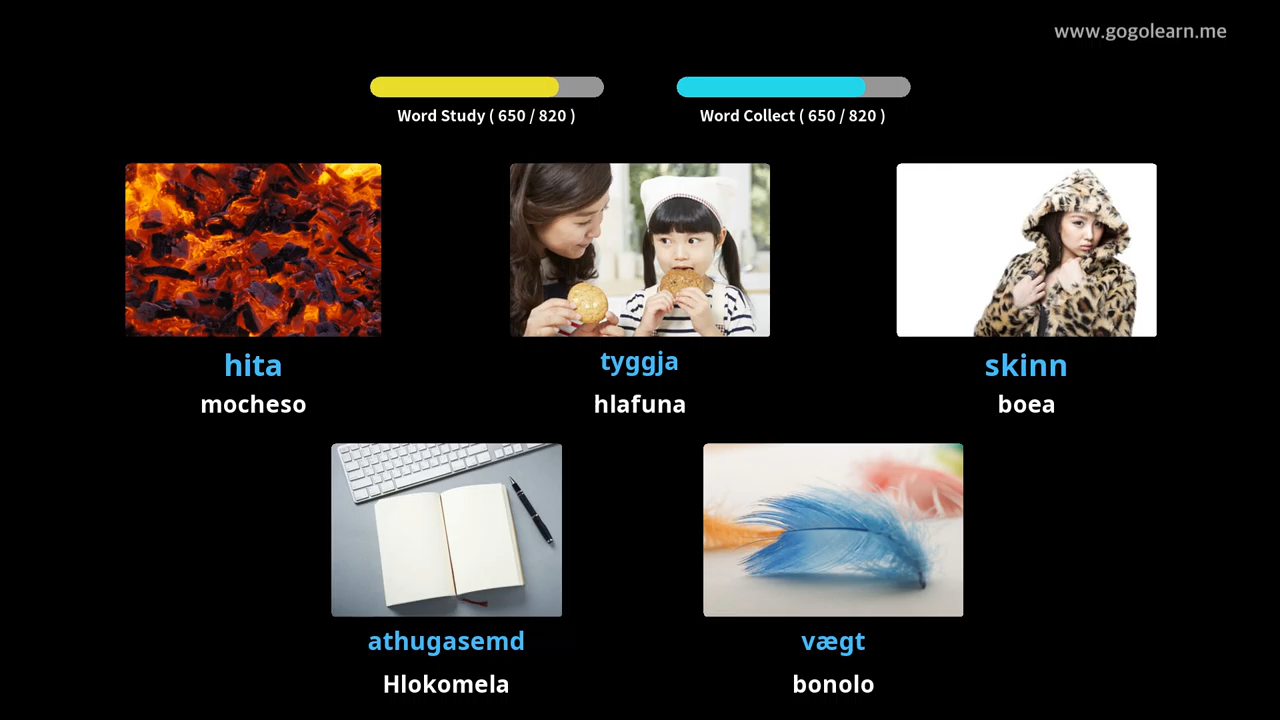 www.gogolearn.me
Word Study ( 650 / 820 )
Word Collect ( 650 / 820 )
hita
mocheso
tyggja
hlafuna
skinn
boea
athugasemd
Hlokomela
vægt
bonolo